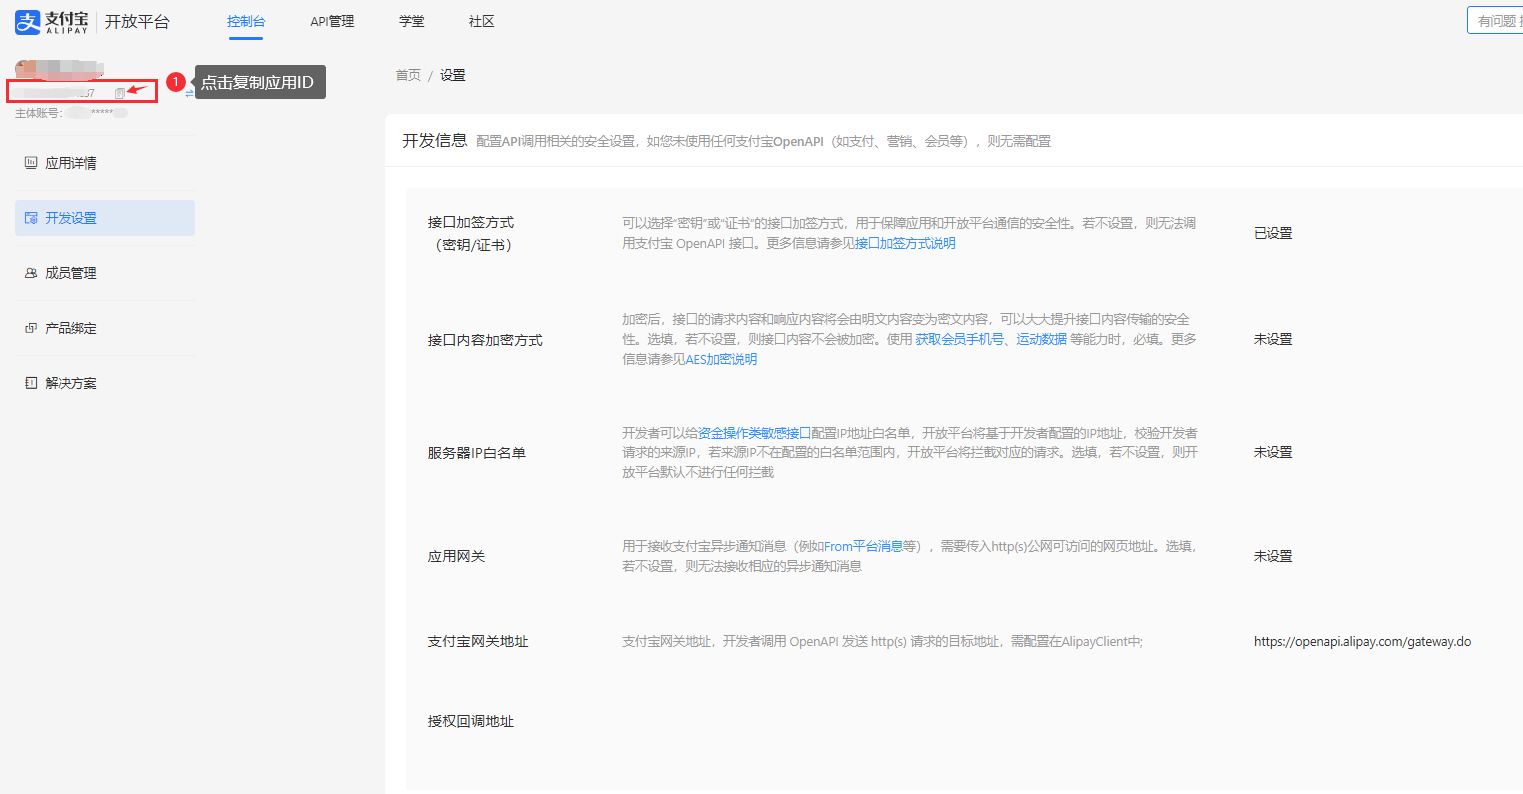 支付宝 ALIPAY 开放平台
控制台
API管理
学堂
社区
有问题
1 点击复制应用ID
主体账号: *****
首页 / 设置
应用详情
开发设置
成员管理
产品绑定
解决方案
开发信息 配置API调用相关的安全设置，如您未使用任何支付宝OpenAPI（如支付、营销、会员等），则无需配置
接口加签方式
（密钥/证书）
可以选择“密钥”或“证书”的接口加签方式，用于保障应用和开放平台通信的安全性。若不设置，则无法调
用支付宝 OpenAPI 接口。更多信息请参见接口加签方式说明
已设置
接口内容加密方式
加密后，接口的请求内容和响应内容将会由明文内容变为密文内容，可以大大提升接口内容传输的安全
性。选填，若不设置，则接口内容不会被加密。使用 获取会员手机号、运动数据 等能力时，必填。更多
信息请参见AES加密说明
未设置
服务器IP白名单
开发者可以给资金操作类敏感接口配置IP地址白名单，开放平台将基于开发者配置的IP地址，校验开发者
请求的来源IP，若来源IP不在配置的白名单范围内，开放平台将拦截对应的请求。选填，若不设置，则开
放平台默认不进行任何拦截
未设置
应用网关
用于接收支付宝异步通知消息（例如From平台消息等），需要传入http(s)公网可访问的网页地址。选填，
若不设置，则无法接收相应的异步通知消息
未设置
支付宝网关地址
支付宝网关地址，开发者调用 OpenAPI 发送 http(s) 请求的目标地址，需配置在AlipayClient中;
https://openapi.alipay.com/gateway.do
授权回调地址